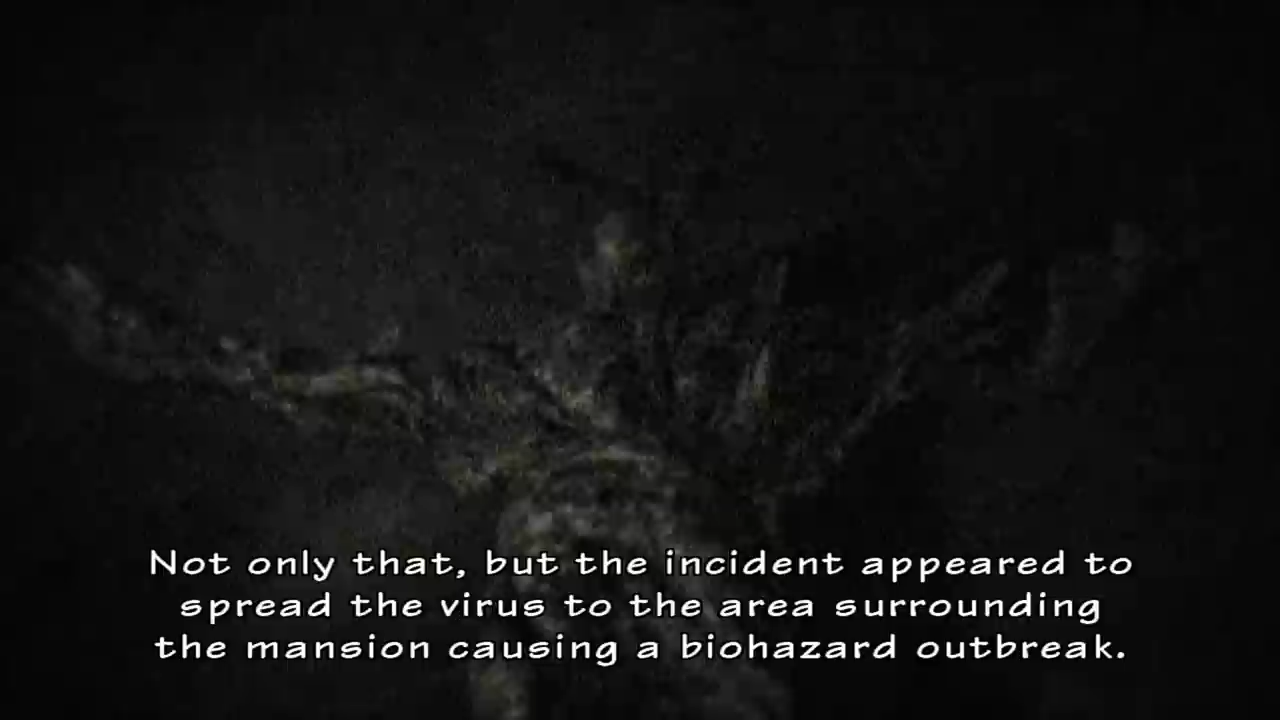 Not only that, but the incident appeared to
spread the virus to the area surrounding
the mansion causing a biohazard outbreak.